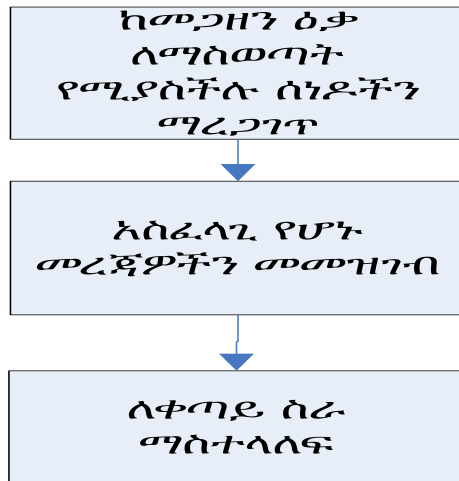 ከመጋዘን ዕቃ
ለማስወጣት
የሚያስችሉ ሰነዶችን
ማረጋገጥ
አስፈላጊ የሆኑ
መረጃዎችን መመዝገብ
ለቀጣይ ስራ
ማስተላለፍ